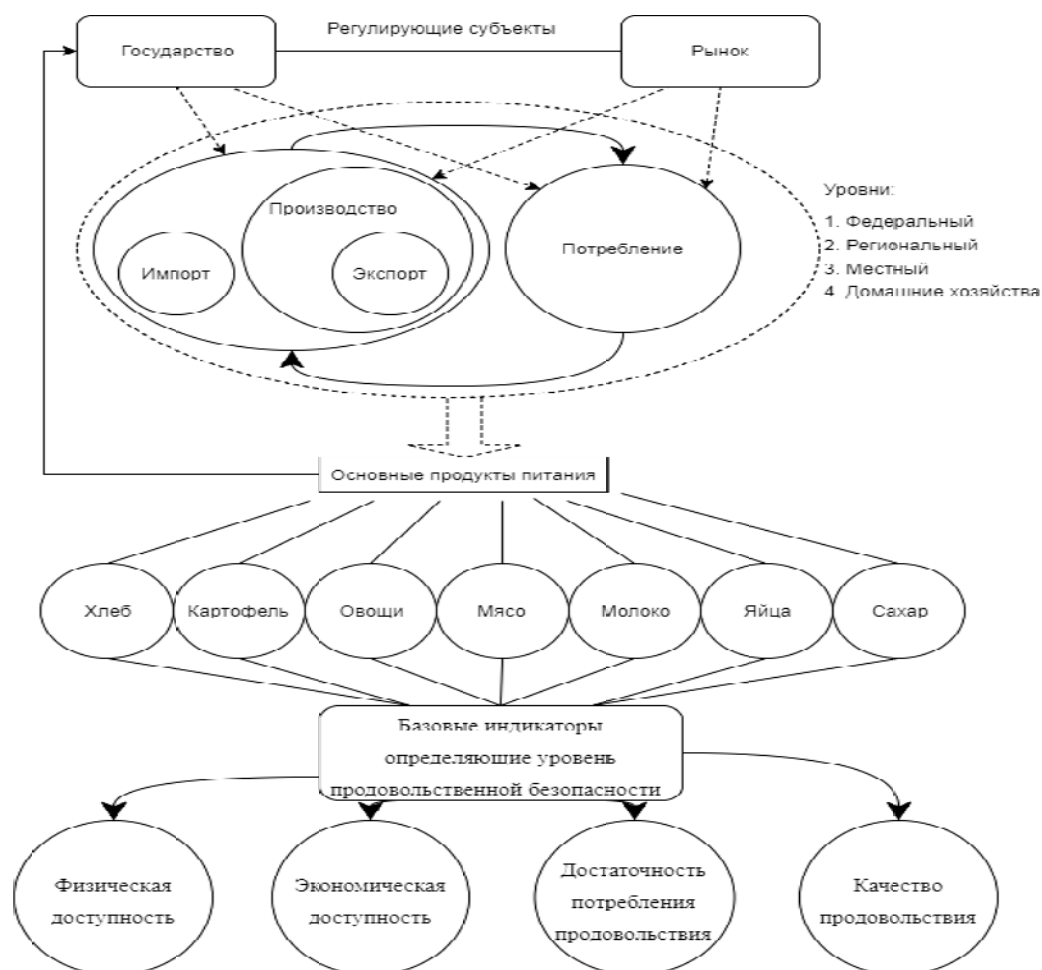 Регулирующие субъекты
Государство
Рынок
Производство
Импорт
Экспорт
Потребление
Уровни:
1. Федеральный
2. Региональный
3. Местный
4. Домашние хозяйства
Основные продукты питания
Хлеб
Картофель
Овощи
Мясо
Молоко
Яйца
Сахар
Базовые индикаторы
определяющие уровень
продовольственной безопасности
Физическая
доступность
Экономическая
доступность
Достаточность
потребления
продовольствия
Качество
продовольствия